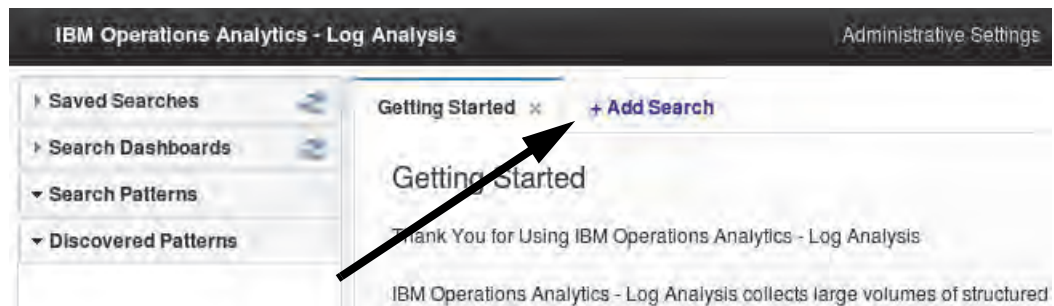 IBM Operations Analytics - Log Analysis Administrative Settings
Saved Searches
Search Dashboards
Search Patterns
Discovered Patterns
Getting Started × + Add Search
Getting Started
Thank You for Using IBM Operations Analytics - Log Analysis
IBM Operations Analytics - Log Analysis collects large volumes of structured